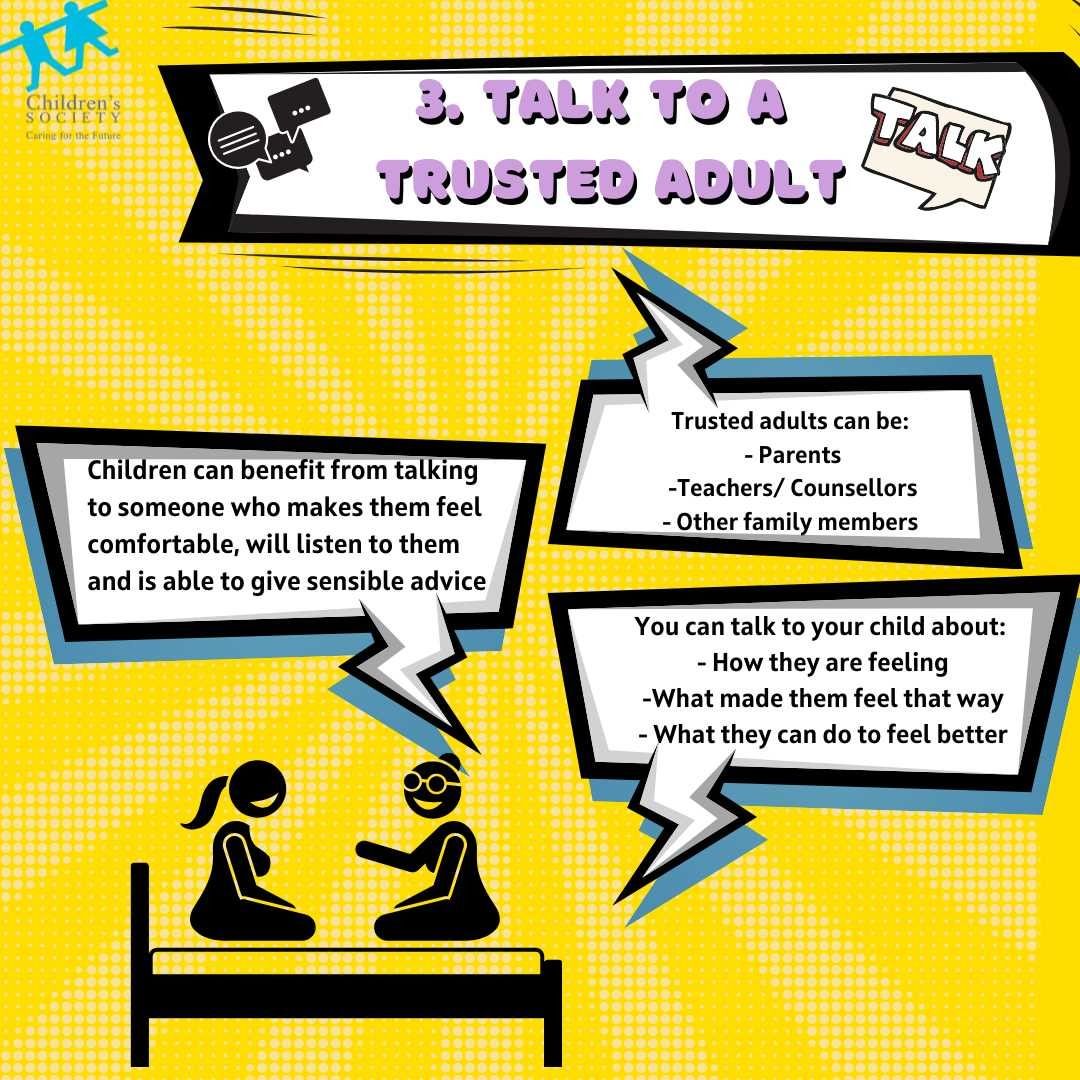 Children's
SOCIETY
Caring for the Future
3. TALK TO A
TRUSTED ADULT
TALK
Trusted adults can be:
- Parents
-Teachers/ Counsellors
- Other family members
Children can benefit from talking
to someone who makes them feel
comfortable, will listen to them
and is able to give sensible advice
You can talk to your child about:
- How they are feeling
-What made them feel that way
- What they can do to feel better